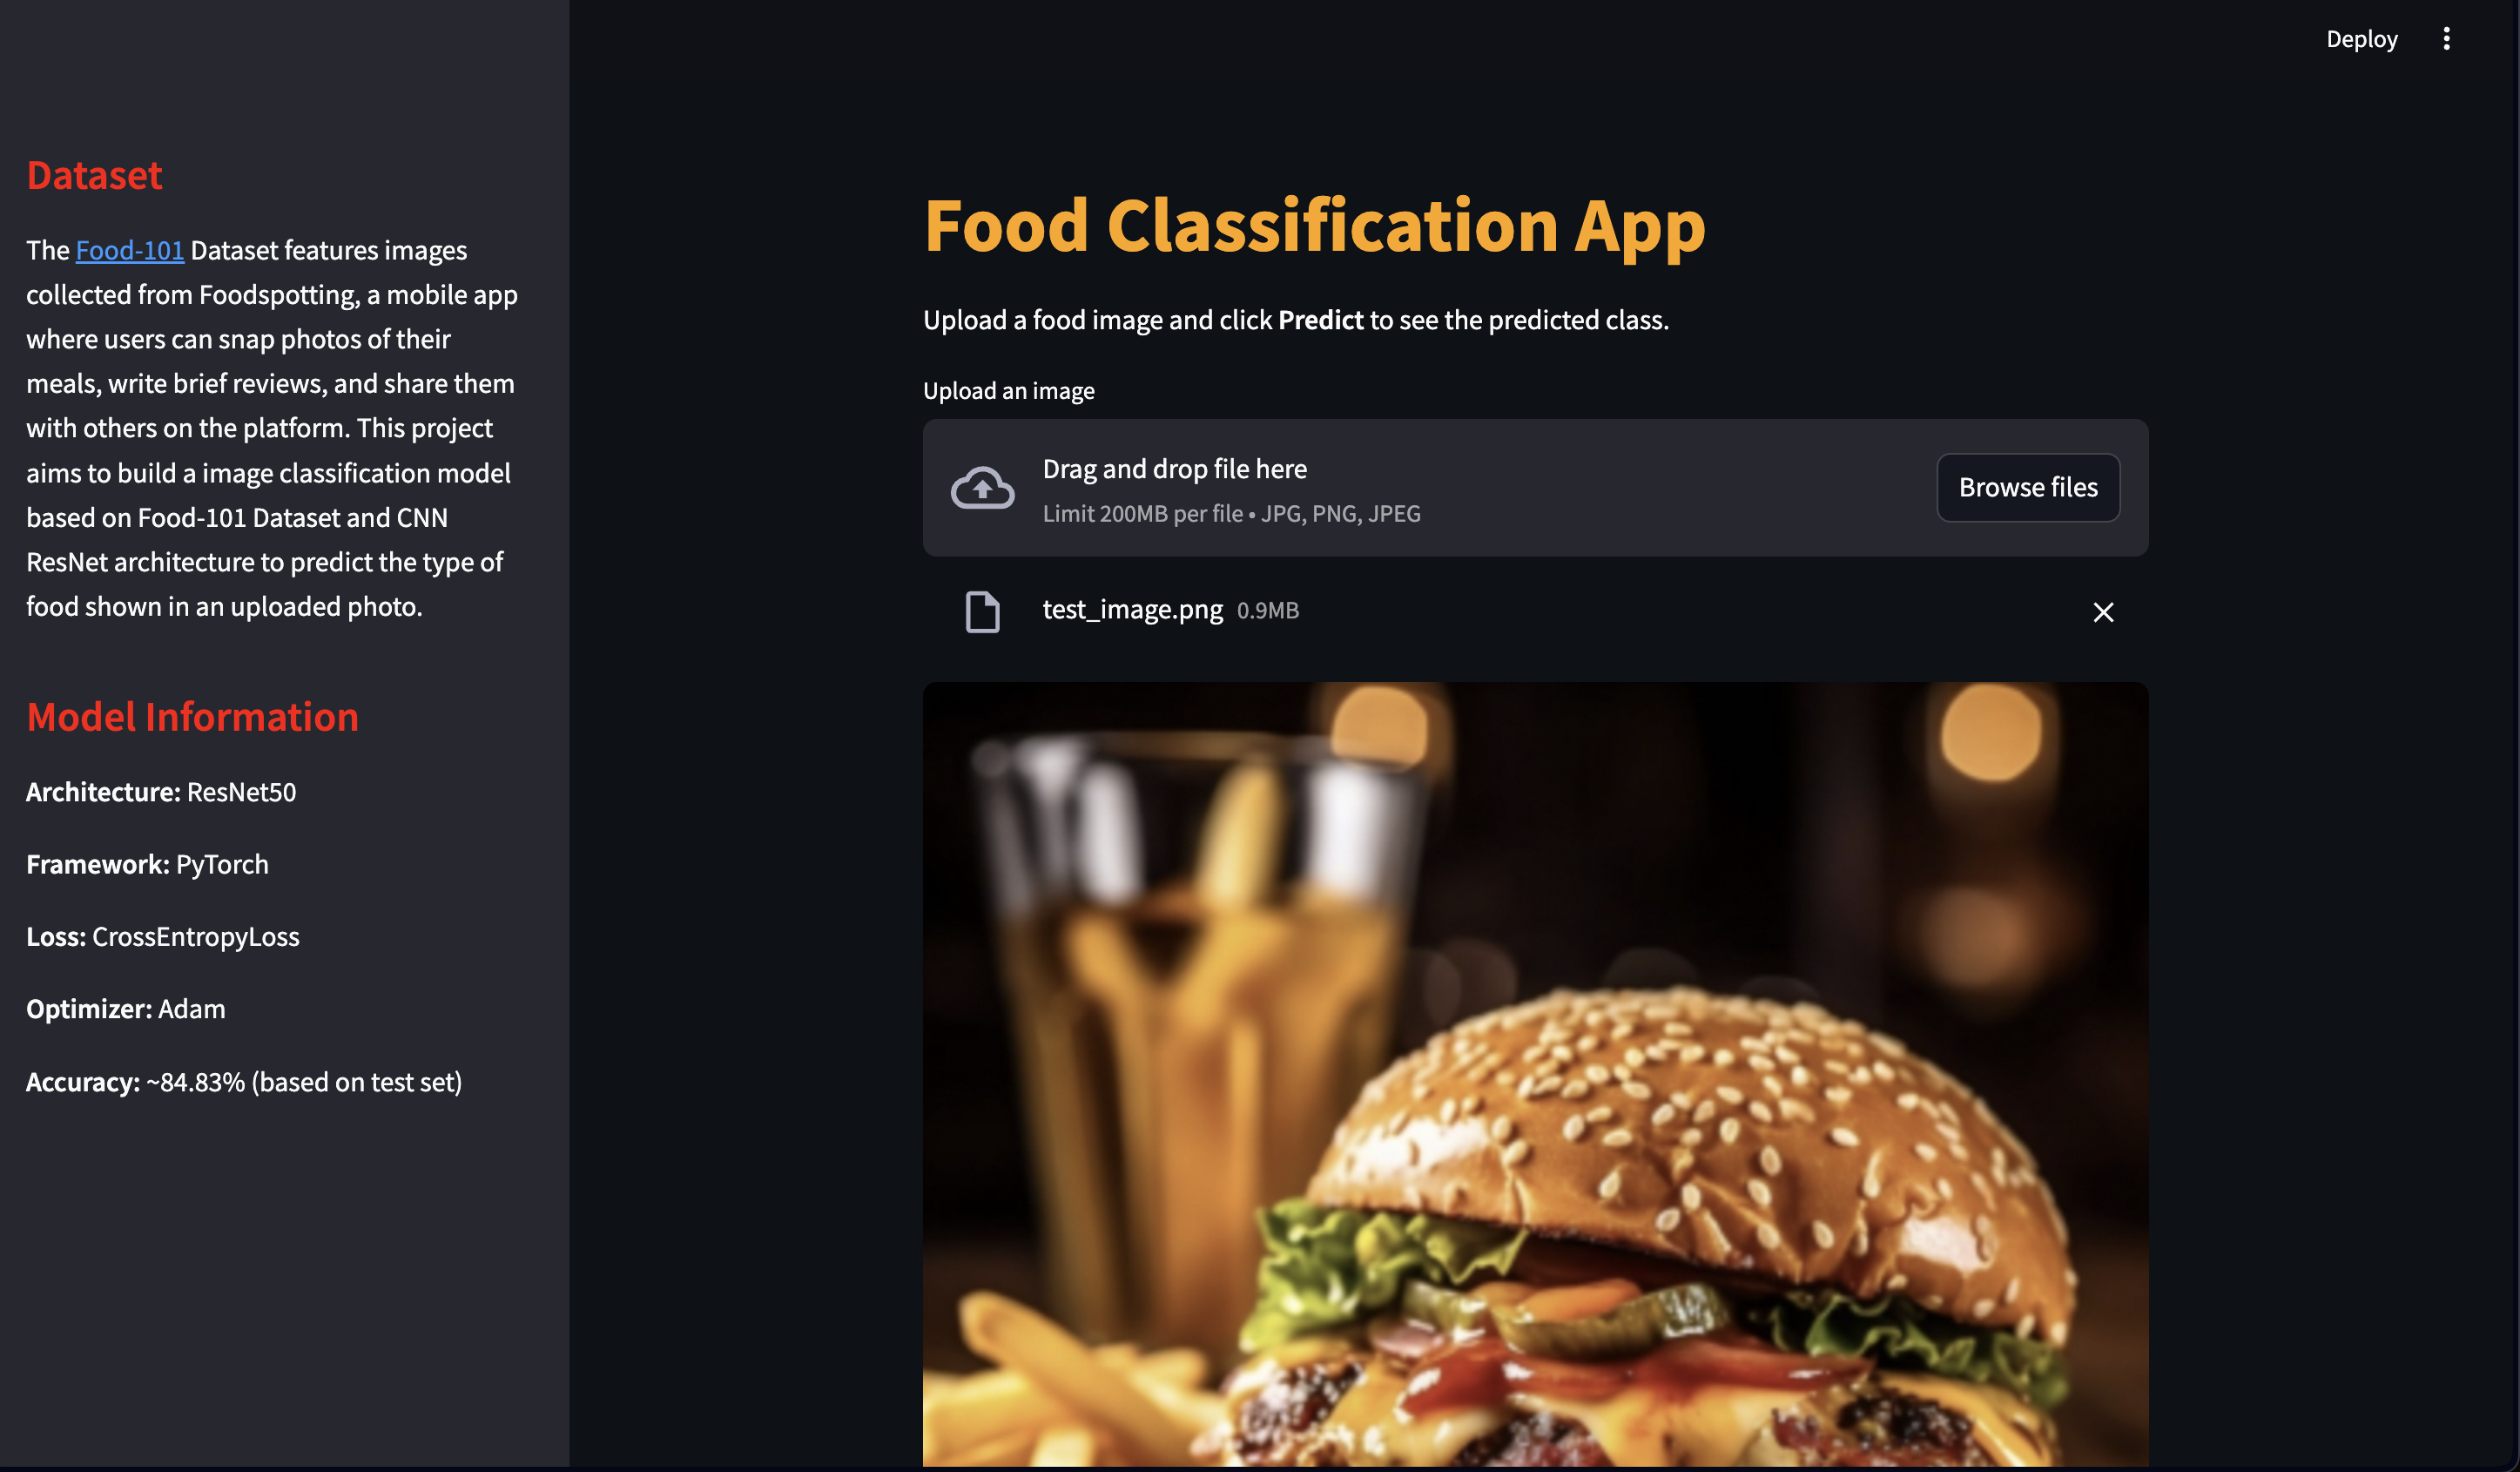 Deploy
Dataset
The Food-101 Dataset features images
collected from Foodspotting, a mobile app
where users can snap photos of their
meals, write brief reviews, and share them
with others on the platform. This project
aims to build a image classification model
based on Food-101 Dataset and CNN
ResNet architecture to predict the type of
food shown in an uploaded photo.
Model Information
Architecture: ResNet50
Framework: PyTorch
Loss: CrossEntropyLoss
Optimizer: Adam
Accuracy: ~84.83% (based on test set)
Food Classification App
Upload a food image and click Predict to see the predicted class.
Upload an image
Drag and drop file here
Limit 200MB per file • JPG, PNG, JPEG
Browse files
test_image.png 0.9MB